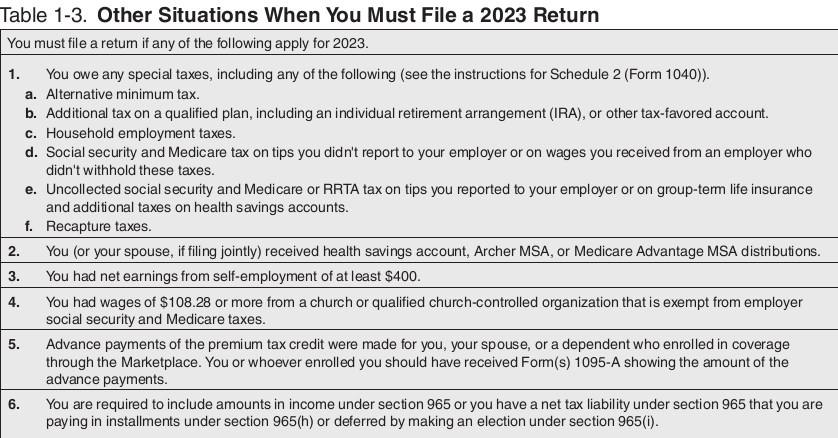 Table 1-3. Other Situations When You Must File a 2023 Return
You must file a return if any of the following apply for 2023.
1. You owe any special taxes, including any of the following (see the instructions for Schedule 2 (Form 1040)).
a. Alternative minimum tax.
b. Additional tax on a qualified plan, including an individual retirement arrangement (IRA), or other tax-favored account.
c. Household employment taxes.
d. Social security and Medicare tax on tips you didn't report to your employer or on wages you received from an employer who
didn't withhold these taxes.
e. Uncollected social security and Medicare or RRTA tax on tips you reported to your employer or on group-term life insurance
and additional taxes on health savings accounts.
f. Recapture taxes.
2. You (or your spouse, if filing jointly) received health savings account, Archer MSA, or Medicare Advantage MSA distributions.
3. You had net earnings from self-employment of at least $400.
4. You had wages of $108.28 or more from a church or qualified church-controlled organization that is exempt from employer
social security and Medicare taxes.
5. Advance payments of the premium tax credit were made for you, your spouse, or a dependent who enrolled in coverage
through the Marketplace. You or whoever enrolled you should have received Form(s) 1095-A showing the amount of the
advance payments.
6. You are required to include amounts in income under section 965 or you have a net tax liability under section 965 that you are
paying in installments under section 965(h) or deferred by making an election under section 965(i).